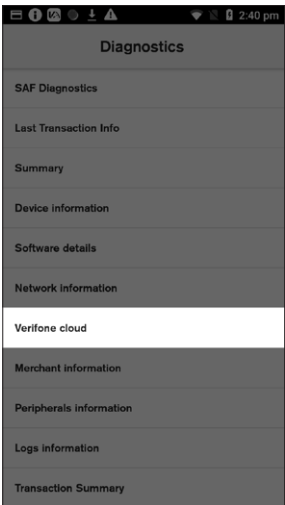 2:40 pm
Diagnostics
SAF Diagnostics
Last Transaction Info
Summary
Device information
Software details
Network information
Verifone cloud
Merchant information
Peripherals information
Logs information
Transaction Summary